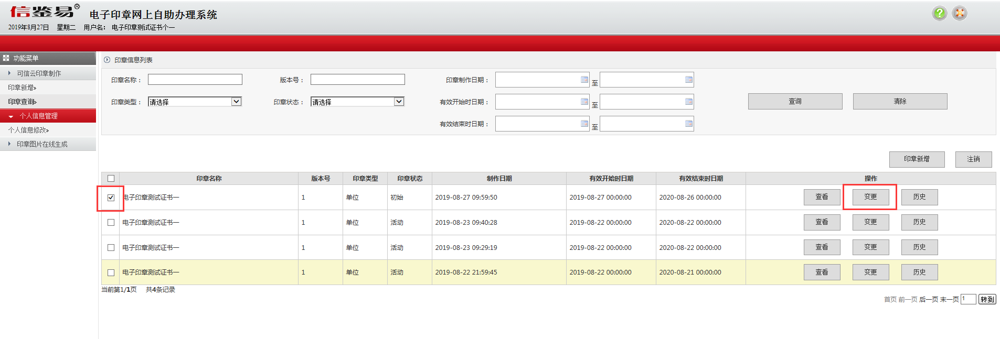 信鉴易® 电子印章网上自助办理系统
2019年8月27日 星期二 用户名： 电子印章测试证书个一
功能菜单
可信云印章制作
印章新增»
印章查询»
个人信息管理
个人信息修改»
印章图片在线生成
印章信息列表
印章名称： 版本号： 印章制作日期： 至
印章类型： 请选择 印章状态： 请选择 有效开始时日期： 至 查询 清除
有效结束时日期： 至
印章新增 注销
印章名称 版本号 印章类型 印章状态 制作日期 有效开始时日期 有效结束时日期 操作
电子印章测试证书一 1 单位 初始 2019-08-27 09:59:50 2019-08-27 00:00:00 2020-08-26 00:00:00 查看 变更 历史
电子印章测试证书一 1 单位 活动 2019-08-23 09:40:28 2019-08-22 00:00:00 2020-08-22 00:00:00 查看 变更 历史
电子印章测试证书一 1 单位 活动 2019-08-23 09:29:19 2019-08-22 00:00:00 2020-08-22 00:00:00 查看 变更 历史
电子印章测试证书一 1 单位 活动 2019-08-22 21:59:45 2019-08-22 00:00:00 2020-08-21 00:00:00 查看 变更 历史
当前第1/1页 共4条记录
首页 前一页 后一页 末一页 1 转到